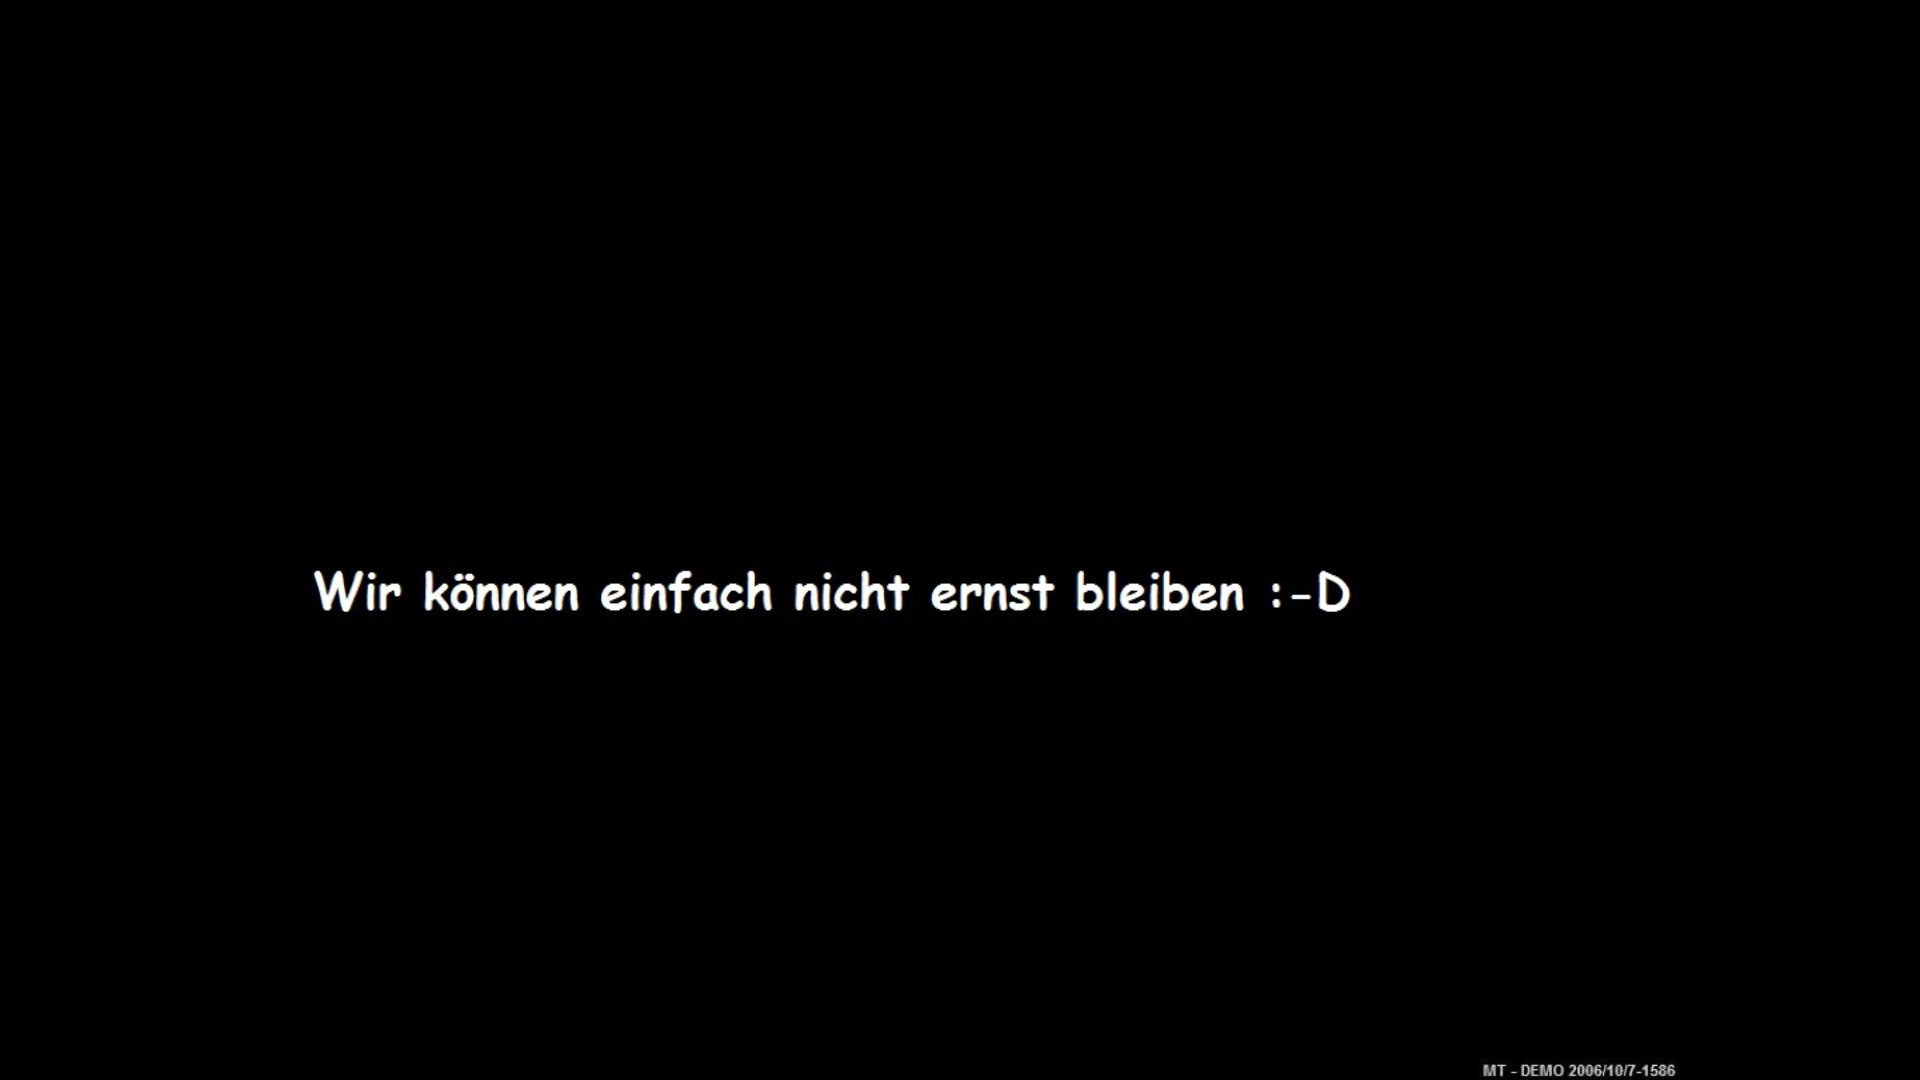 Wir können einfach nicht ernst bleiben :-D
MT - DEMO 2006/10/7-1586